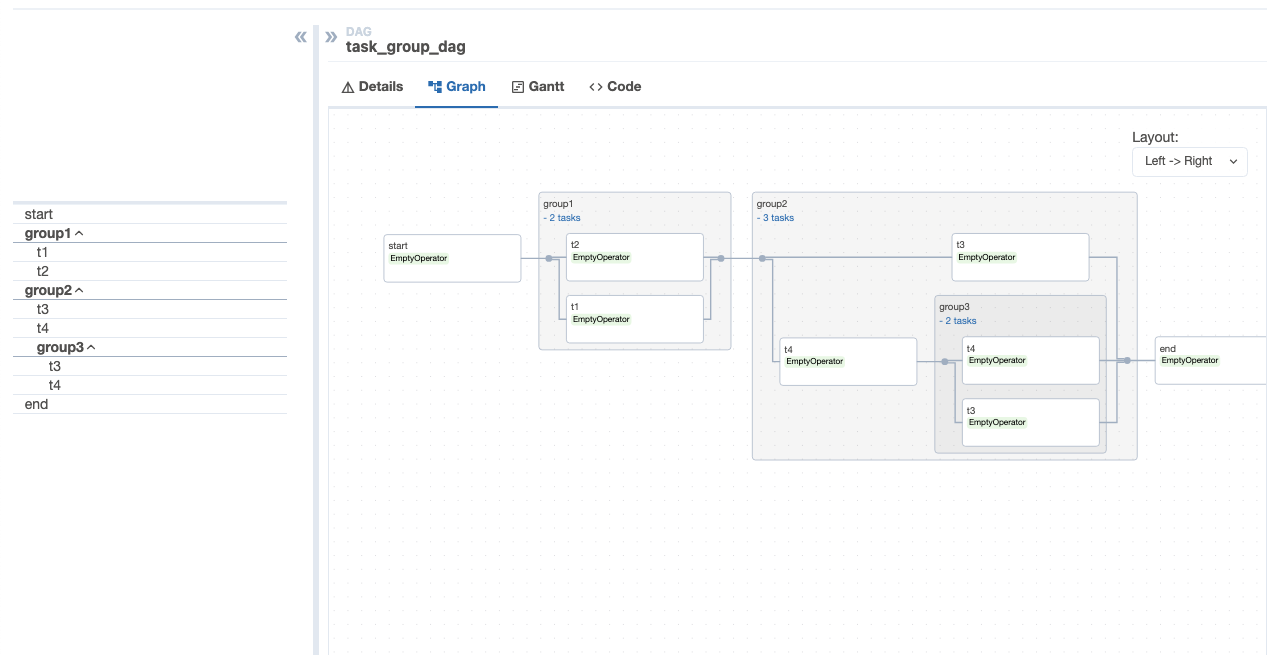 DAG
task_group_dag
Details
Graph
Gantt
<> Code
Layout:
Left -> Right
start
group1
t1
t2
group2
t3
t4
group3
t3
t4
end
start
EmptyOperator
group1
- 2 tasks
t2
EmptyOperator
t1
EmptyOperator
group2
- 3 tasks
t3
EmptyOperator
t4
EmptyOperator
group3
- 2 tasks
t4
EmptyOperator
t3
EmptyOperator
end
EmptyOperator